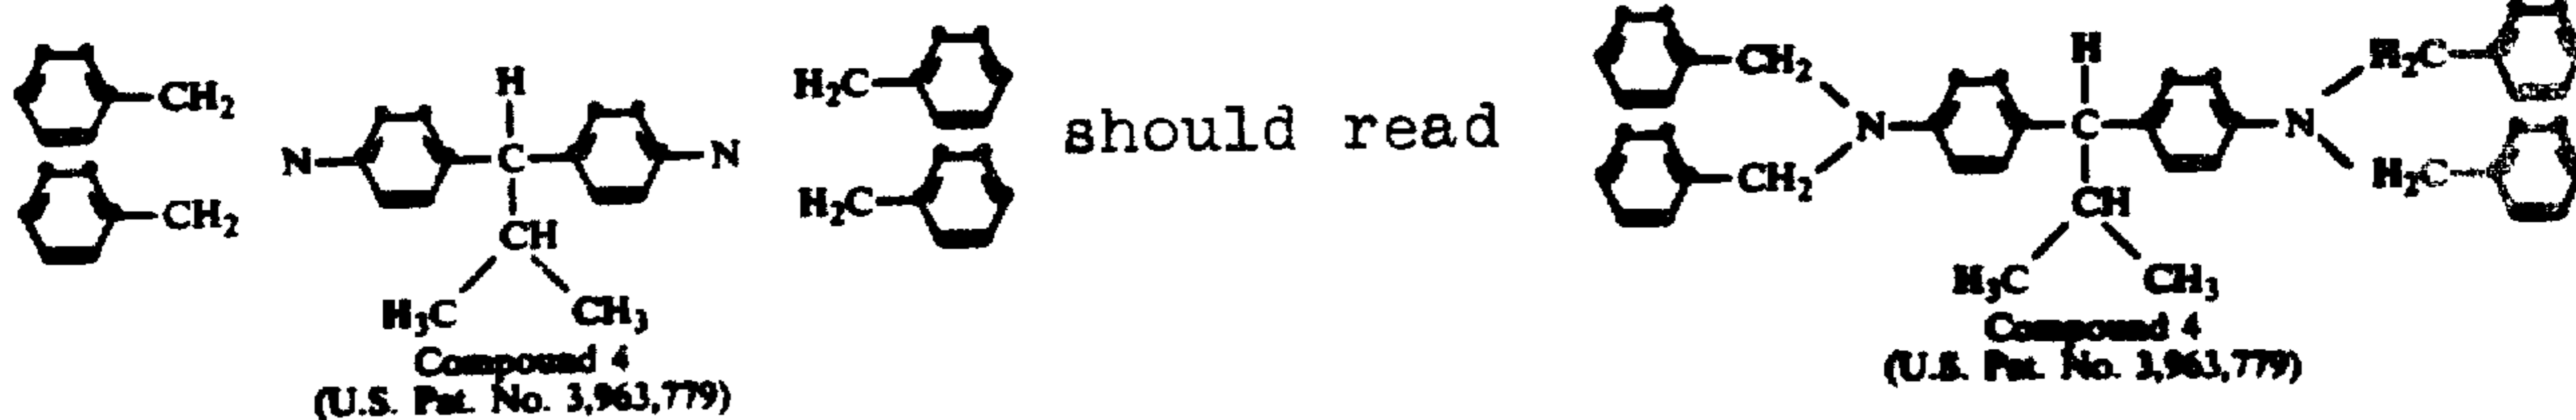 CH₂ H H₂C should read CH₂ H H₂C
N C N N C N
CH₂ H₂C CH₂ H₂C
CH CH
H₃C CH₃ H₃C CH₃
Compound 4 Compound 4
(U.S. Pat. No. 3,963,779) (U.S. Pat. No. 3,963,779)